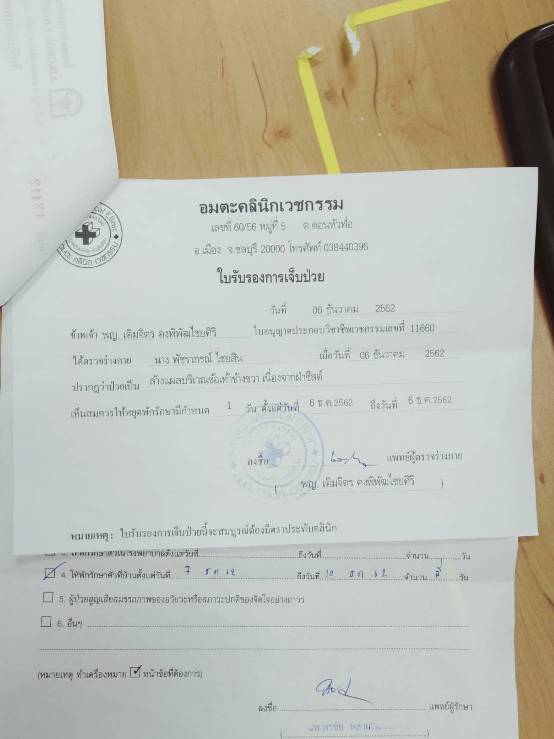 อมตะคลินิกเวชกรรม
เลขที่ 60/56 หมู่ที่ 5 ต.ดอนหัวฬ่อ
อ.เมือง จ.ชลบุรี 20000 โทรศัพท์ 038440395
ใบรับรองการเจ็บป่วย
วันที่ 06 ธันวาคม 2562
ข้าพเจ้า พญ. เติมจิตร คงพิพัฒไชยศิริ ใบอนุญาตประกอบวิชาชีพเวชกรรมเลขที่ 11660
ได้ตรวจร่างกาย นาง พัชราภรณ์ ไชยสิน เมื่อวันที่ 06 ธันวาคม 2562
ปรากฏว่าป่วยเป็น ล้างแผลบริเวณข้อเท้าข้างขวา เนื่องจากผ่าซีสต์
เห็นสมควรให้หยุดพักรักษามีกำหนด 1 วัน ตั้งแต่วันที่ 6 ธ.ค.2562 ถึงวันที่ 6 ธ.ค.2562
ลงชื่อ แพทย์ผู้ตรวจร่างกาย
( พญ. เติมจิตร คงพิพัฒไชยศิริ )
หมายเหตุ: ใบรับรองการเจ็บป่วยนี้จะสมบูรณ์ต้องมีตราประทับคลินิก
ถึงวันที่ จำนวน วัน
4. ให้พักรักษาตัวที่บ้านตั้งแต่วันที่ 7 ธค 62 ถึงวันที่ 10 ธค 62 จำนวน วัน
5. ผู้ป่วยสูญเสียสมรรถภาพของอวัยวะหรือสภาวะปกติของจิตใจอย่างถาวร
6. อื่นๆ
(หมายเหตุ ทำเครื่องหมาย ☑ หน้าข้อที่ต้องการ)
ลงชื่อ แพทย์ผู้รักษา